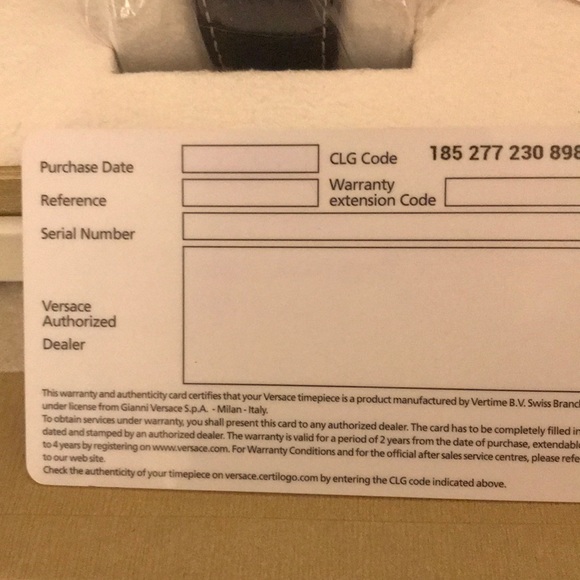 Purchase Date
CLG Code 185 277 230 898
Reference
Warranty
extension Code
Serial Number
Versace
Authorized
Dealer
This warranty and authenticity card certifies that your Versace timepiece is a product manufactured by Vertime B.V. Swiss Branch
under license from Gianni Versace S.p.A. - Milan - Italy.
To obtain services under warranty, you shall present this card to any authorized dealer. The card has to be completely filled in
dated and stamped by an authorized dealer. The warranty is valid for a period of 2 years from the date of purchase, extendable
to 4 years by registering on www.versace.com. For Warranty Conditions and for the official after sales service centres, please refe
to our web site.
Check the authenticity of your timepiece on versace.certilogo.com by entering the CLG code indicated above.